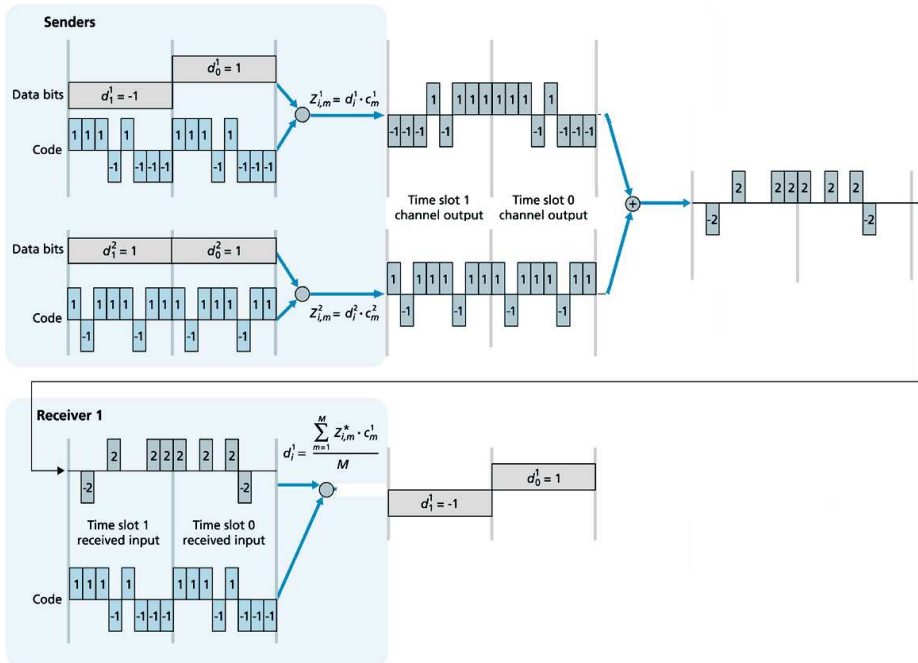 Senders
Data bits
d₁¹ = -1
d₀¹ = 1
Code
1 1 1 1 1 1 1 1
-1 -1 -1 -1 -1 -1 -1 -1
Z¹i,m = d¹i · c¹m
1 1 1 1 1 1 1 1
-1 -1 -1 -1 -1 -1 -1 -1
Time slot 1
channel output
Time slot 0
channel output
Data bits
d₁² = 1
d₀² = 1
Code
1 1 1 1 1 1 1 1 1 1 1 1
-1 -1 -1 -1
Z²i,m = d²i · c²m
1 1 1 1 1 1 1 1 1 1 1 1
-1 -1 -1 -1
+
2 2 2 2 2 2
-2 -2
Receiver 1
2 2 2 2 2 2
-2 -2
Time slot 1
received input
Time slot 0
received input
Code
1 1 1 1 1 1 1 1
-1 -1 -1 -1 -1 -1 -1 -1
M
d¹i = Σ Z*i,m · c¹m
m=1
M
d₁¹ = -1
d₀¹ = 1